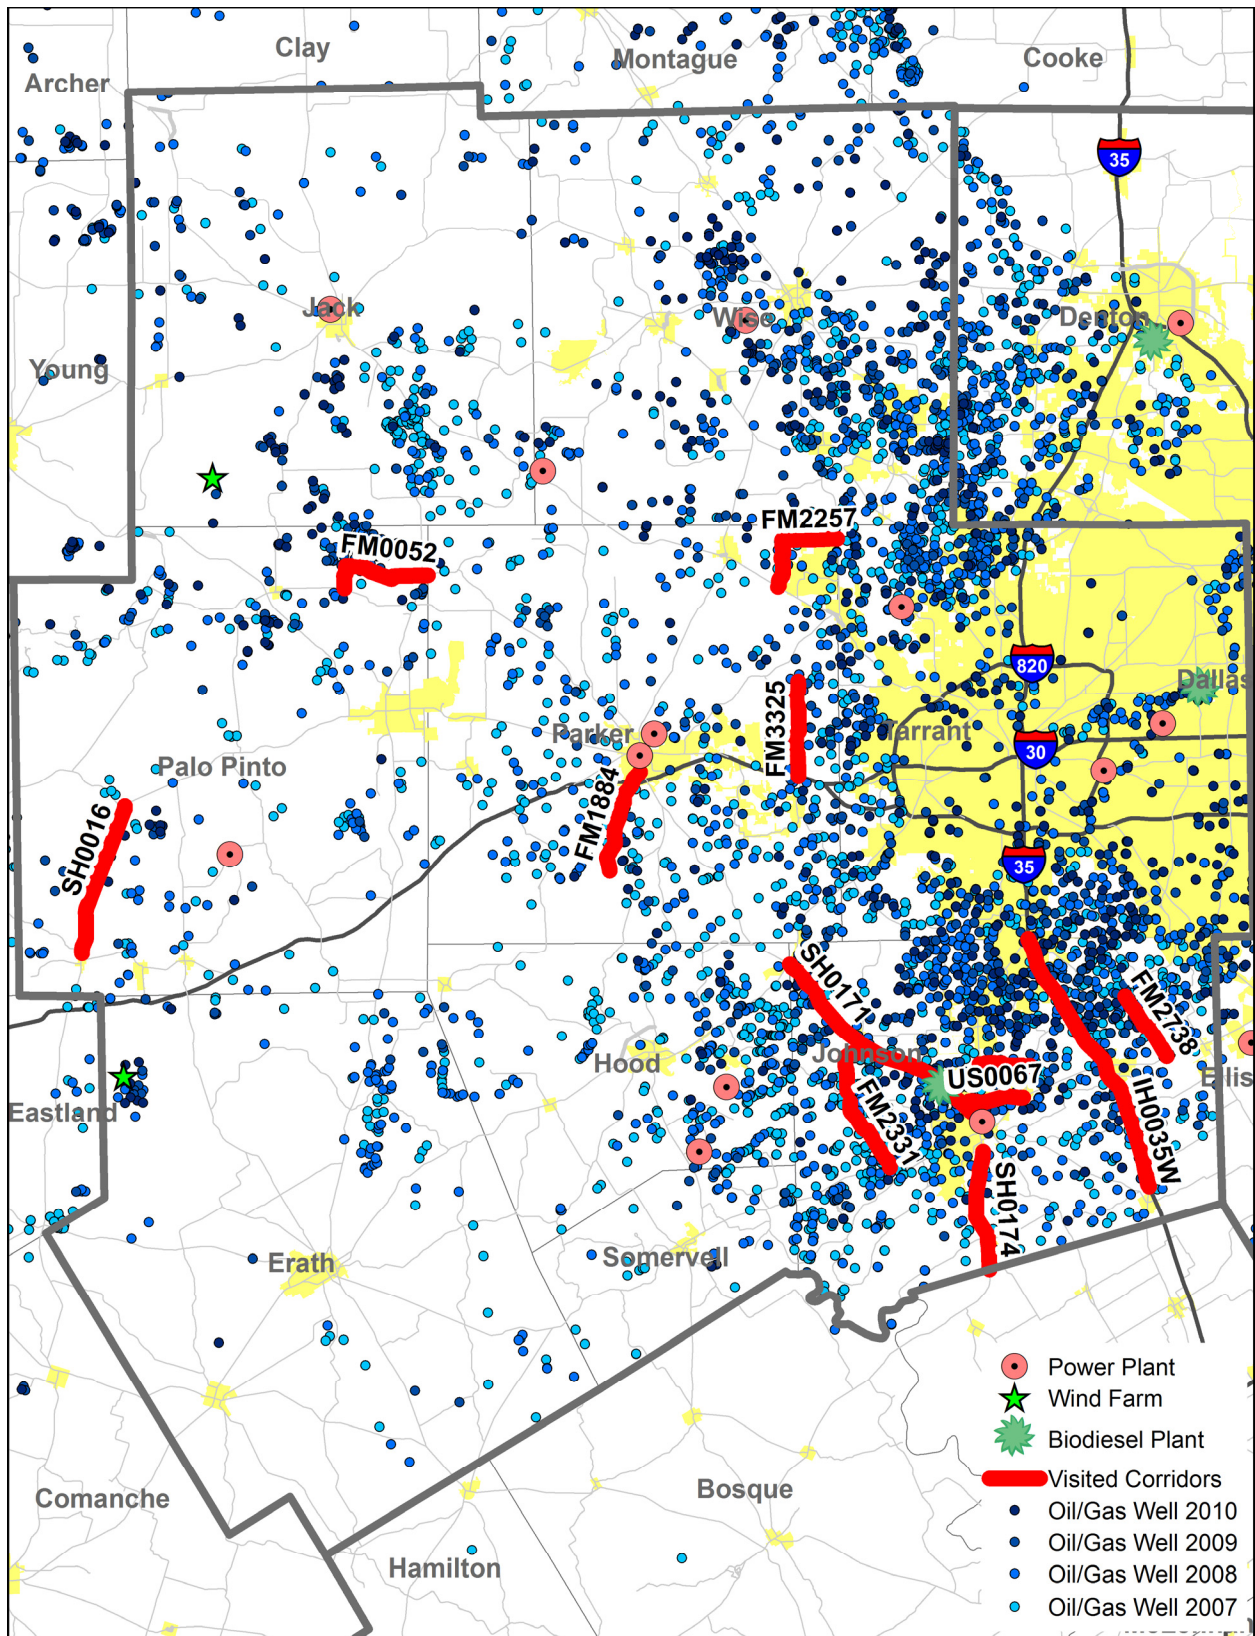 Clay
Montague
Cooke
Archer
35
Jack
Wise
Denton
Young
FM2257
FM0052
820
Dallas
FM3325
Parker
Tarrant
30
Palo Pinto
FM1884
SH0016
35
SH0171
FM2738
Hood
Johnson
US0067
Ellis
Eastland
FM2331
IH0035W
SH0174
Erath
Somervell
Power Plant
Wind Farm
Biodiesel Plant
Visited Corridors
Comanche
Bosque
Oil/Gas Well 2010
Oil/Gas Well 2009
Hamilton
Oil/Gas Well 2008
Oil/Gas Well 2007